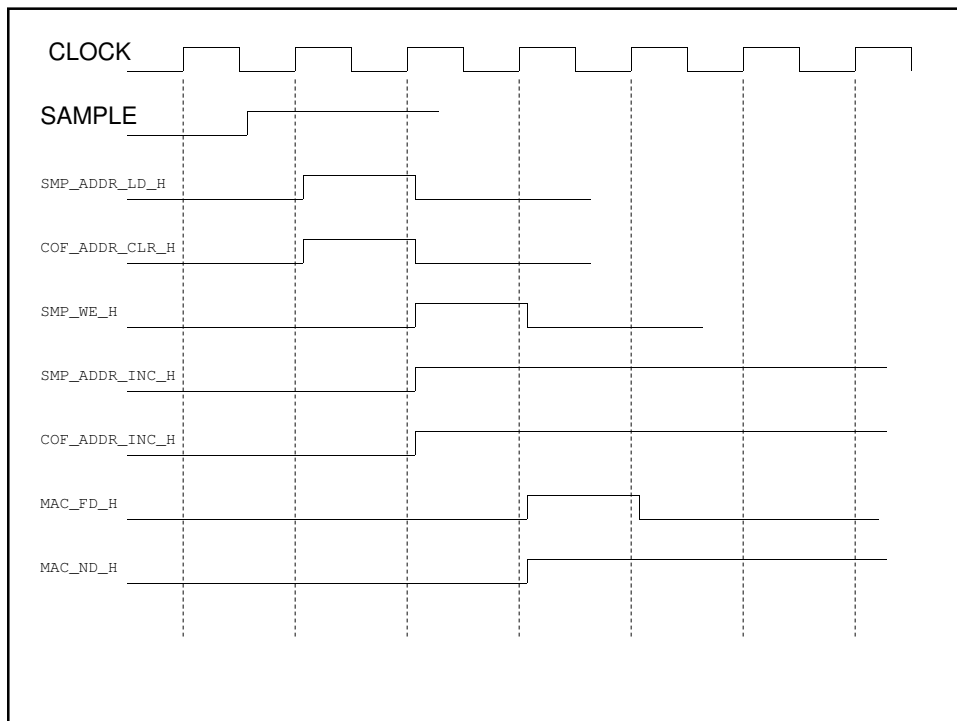 CLOCK
SAMPLE
SMP_ADDR_LD_H
COF_ADDR_CLR_H
SMP_WE_H
SMP_ADDR_INC_H
COF_ADDR_INC_H
MAC_FD_H
MAC_ND_H